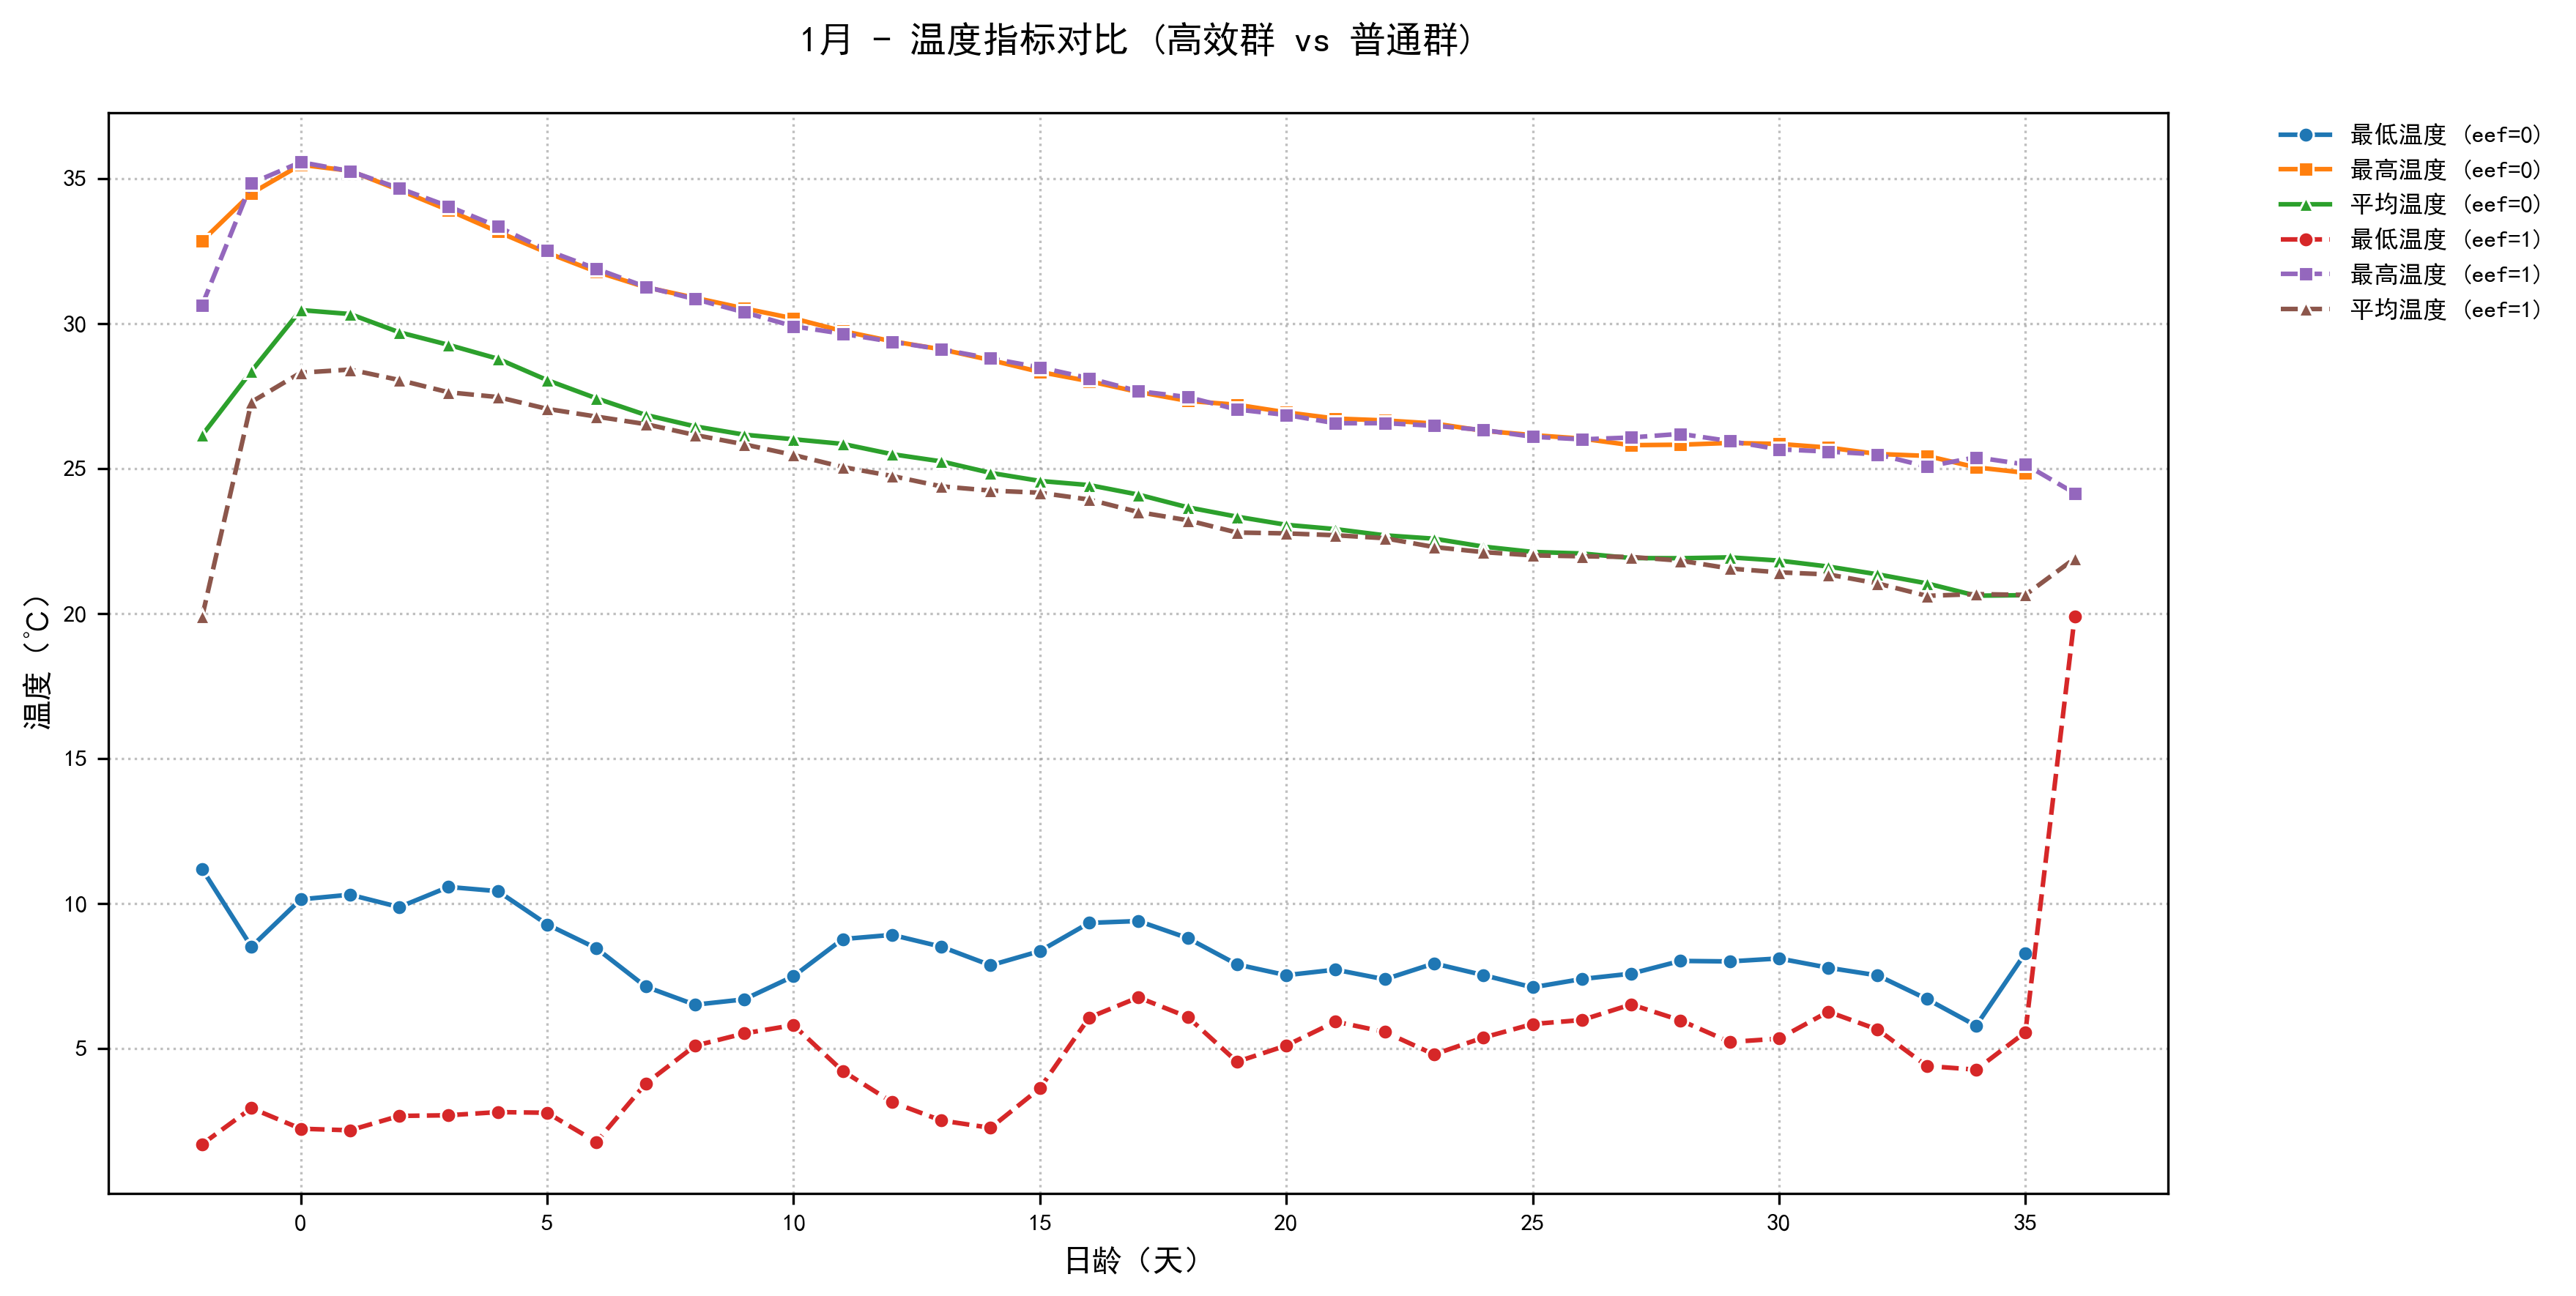 1月 - 温度指标对比 (高效群 vs 普通群)
最低温度 (eef=0)
最高温度 (eef=0)
平均温度 (eef=0)
最低温度 (eef=1)
最高温度 (eef=1)
平均温度 (eef=1)
温度 (℃)
35
30
25
20
15
10
5
0 5 10 15 20 25 30 35
日龄 (天)